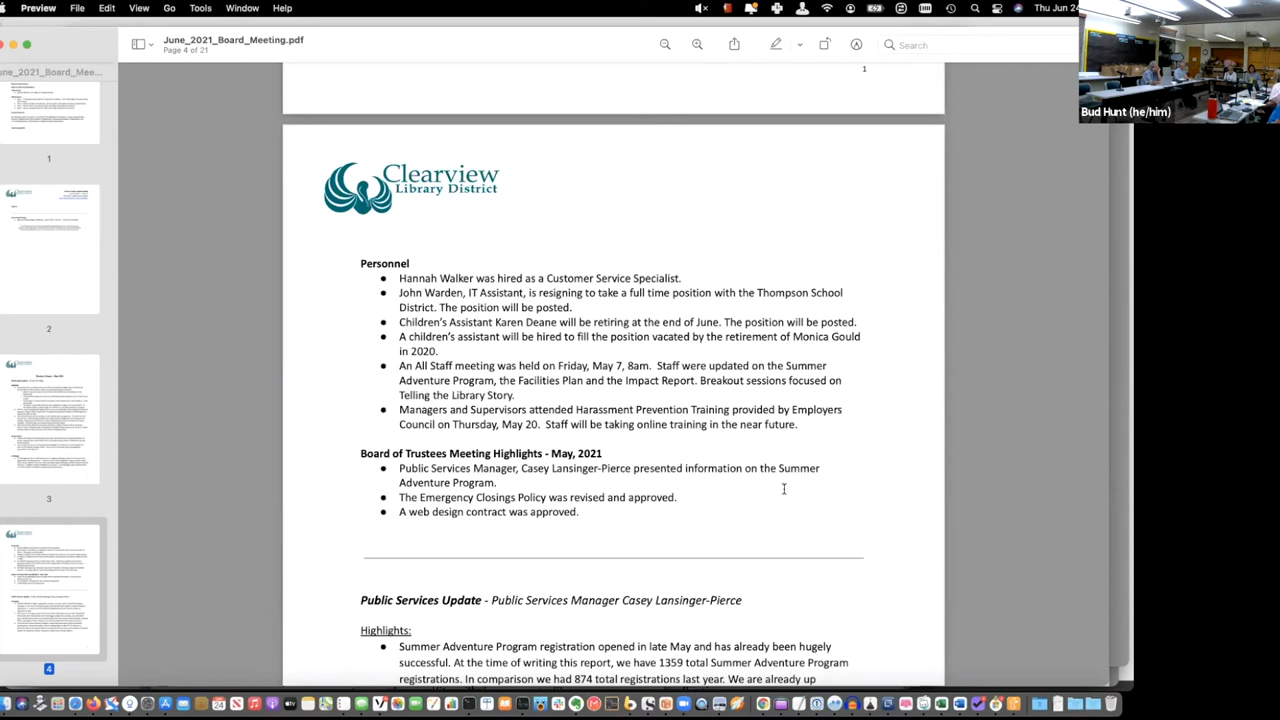 Preview File Edit View Go Tools Window Help
Thu Jun 24
June_2021_Board_Meeting.pdf
Page 4 of 21
Search
Bud Hunt (he/him)
une_2021_Board_Mee...
1
2
3
4
1
Clearview
Library District
Personnel
● Hannah Walker was hired as a Customer Service Specialist.
● John Warden, IT Assistant, is resigning to take a full time position with the Thompson School
District. The position will be posted.
● Children's Assistant Karen Deane will be retiring at the end of June. The position will be posted.
● A children's assistant will be hired to fill the position vacated by the retirement of Monica Gould
in 2020.
● An All Staff meeting was held on Friday, May 7, 8am. Staff were updated on the Summer
Adventure Program, the Facilities Plan and the Impact Report. Breakout sessions focused on
Telling the Library Story.
● Managers and Supervisors attended Harassment Prevention Training provided by Employers
Council on Thursday, May 20. Staff will be taking online training in the near future.
Board of Trustees Meeting Highlights - May, 2021
● Public Services Manager, Casey Lansinger-Pierce presented information on the Summer
Adventure Program.
● The Emergency Closings Policy was revised and approved.
● A web design contract was approved.
Public Services Update - Public Services Manager Casey Lansinger-Pierce
Highlights:
● Summer Adventure Program registration opened in late May and has already been hugely
successful. At the time of writing this report, we have 1359 total Summer Adventure Program
registrations. In comparison we had 874 total registrations last year. We are already up